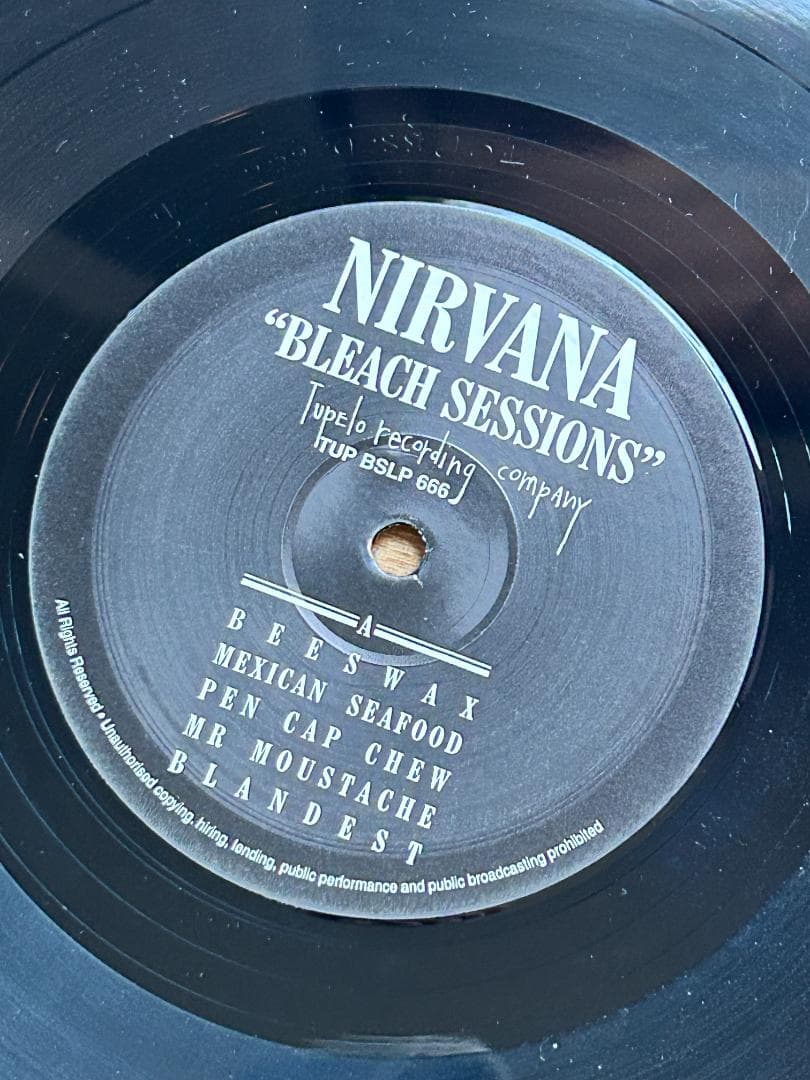 NIRVANA
“BLEACH SESSIONS”
Tupelo recording company
TUP BSLP 666
A
BEESWAX
MEXICAN SEAFOOD
PEN CAP CHEW
MR MOUSTACHE
BLANDEST
All Rights Reserved • Unauthorised copying, hiring, lending, public performance and public broadcasting prohibited